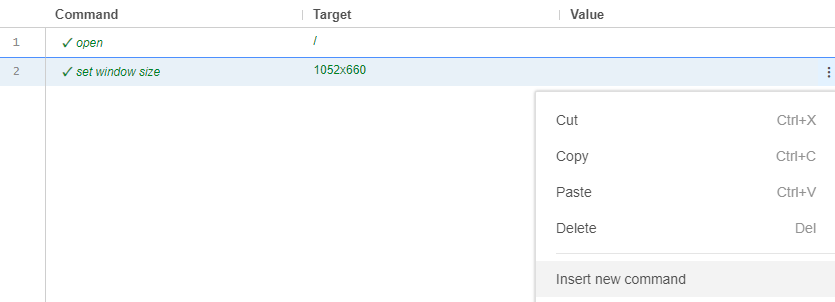 Command Target Value
1 ✓ open /
2 ✓ set window size 1052x660
Cut Ctrl+X
Copy Ctrl+C
Paste Ctrl+V
Delete Del
Insert new command